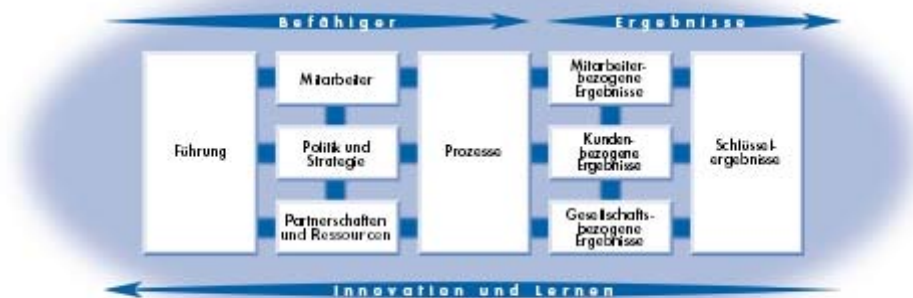 Befähiger
Ergebnisse
Führung
Mitarbeiter
Politik und
Strategie
Partnerschaften
und Ressourcen
Prozesse
Mitarbeiter-
bezogene
Ergebnisse
Kunden-
bezogene
Ergebnisse
Gesellschafts-
bezogene
Ergebnisse
Schlüssel-
ergebnisse
Innovation und Lernen